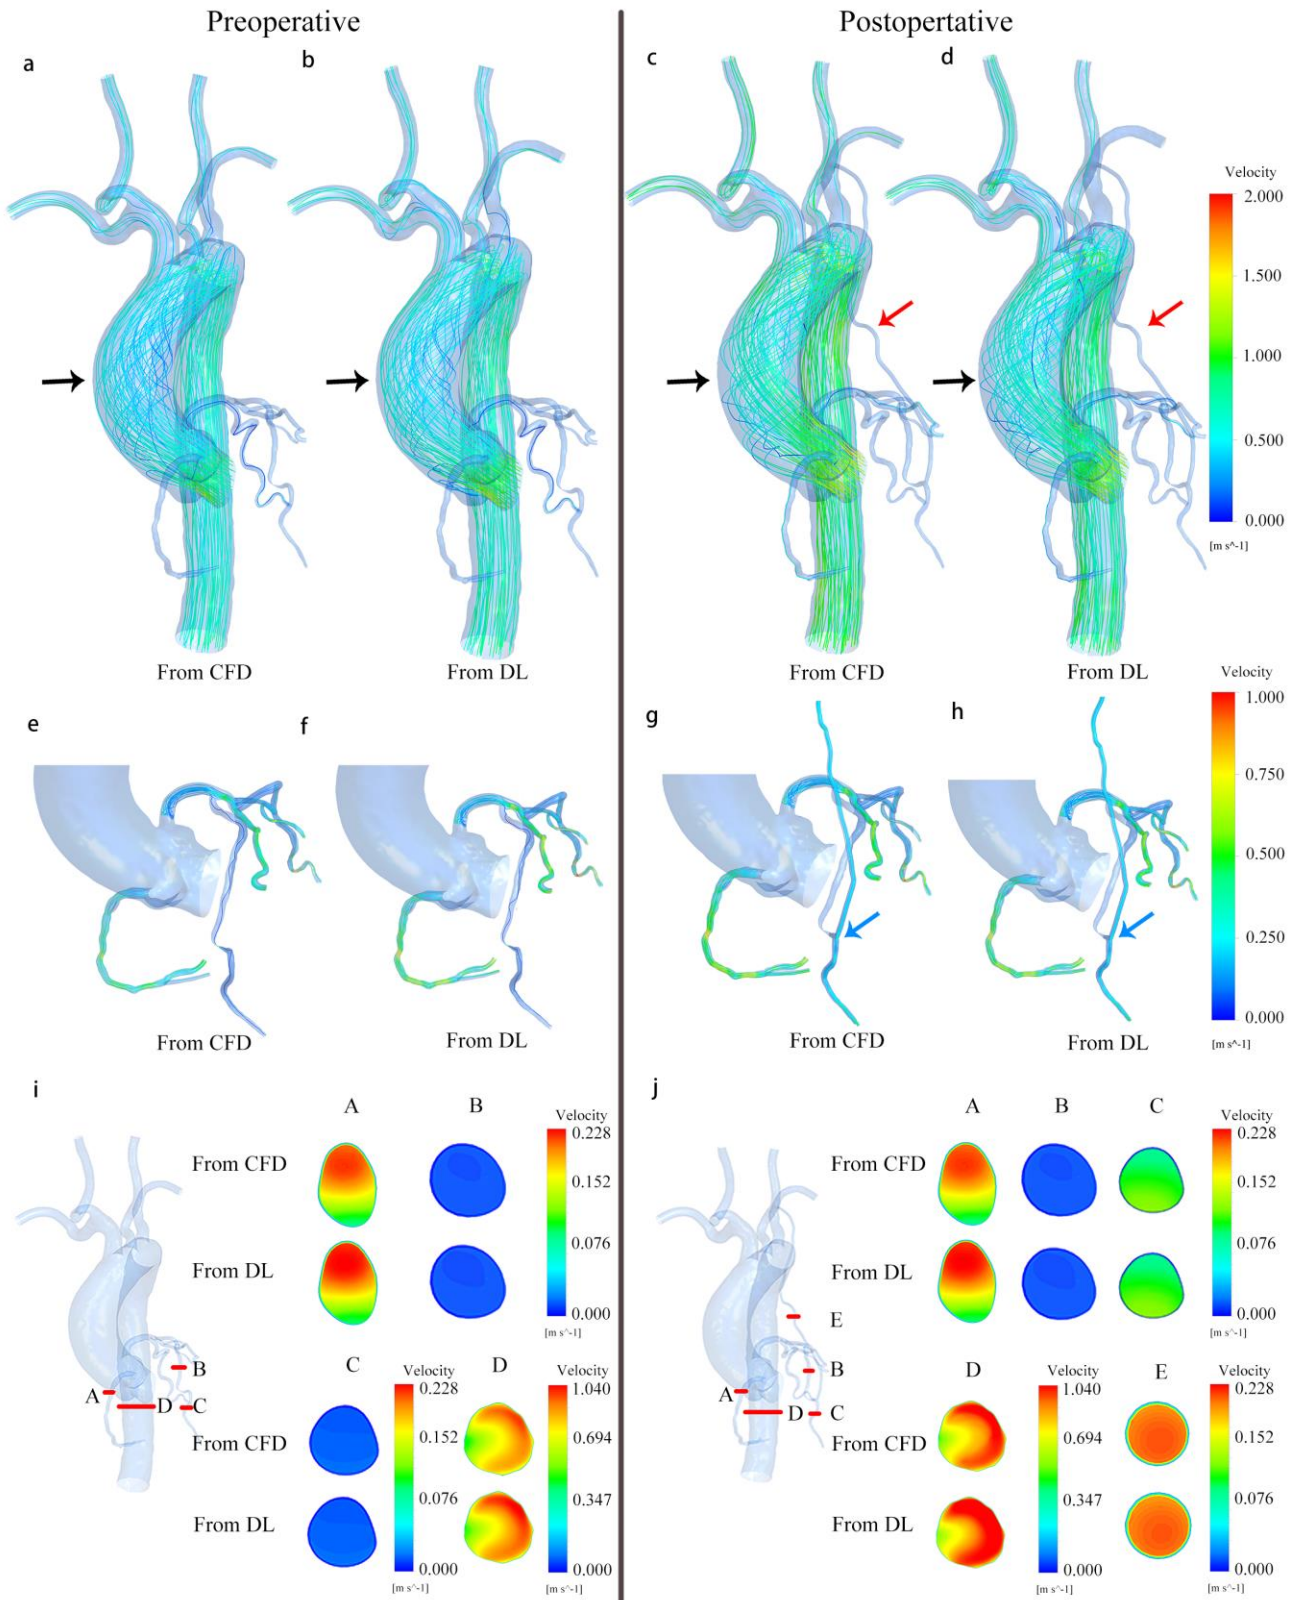 Preoperative
Postopertative
a
b
c
d
Velocity
2.000
1.500
1.000
0.500
0.000
[m s^-1]
From CFD
From DL
From CFD
From DL
e
f
g
h
Velocity
1.000
0.750
0.500
0.250
0.000
[m s^-1]
From CFD
From DL
From CFD
From DL
i
A
B
Velocity
0.228
0.152
0.076
0.000
[m s^-1]
From CFD
From DL
B
A
D
C
C
Velocity
0.228
0.152
0.076
0.000
[m s^-1]
D
Velocity
1.040
0.694
0.347
0.000
[m s^-1]
From CFD
From DL
j
A
B
C
Velocity
0.228
0.152
0.076
0.000
[m s^-1]
From CFD
From DL
E
B
A
D
C
D
Velocity
1.040
0.694
0.347
0.000
[m s^-1]
E
Velocity
0.228
0.152
0.076
0.000
[m s^-1]
From CFD
From DL